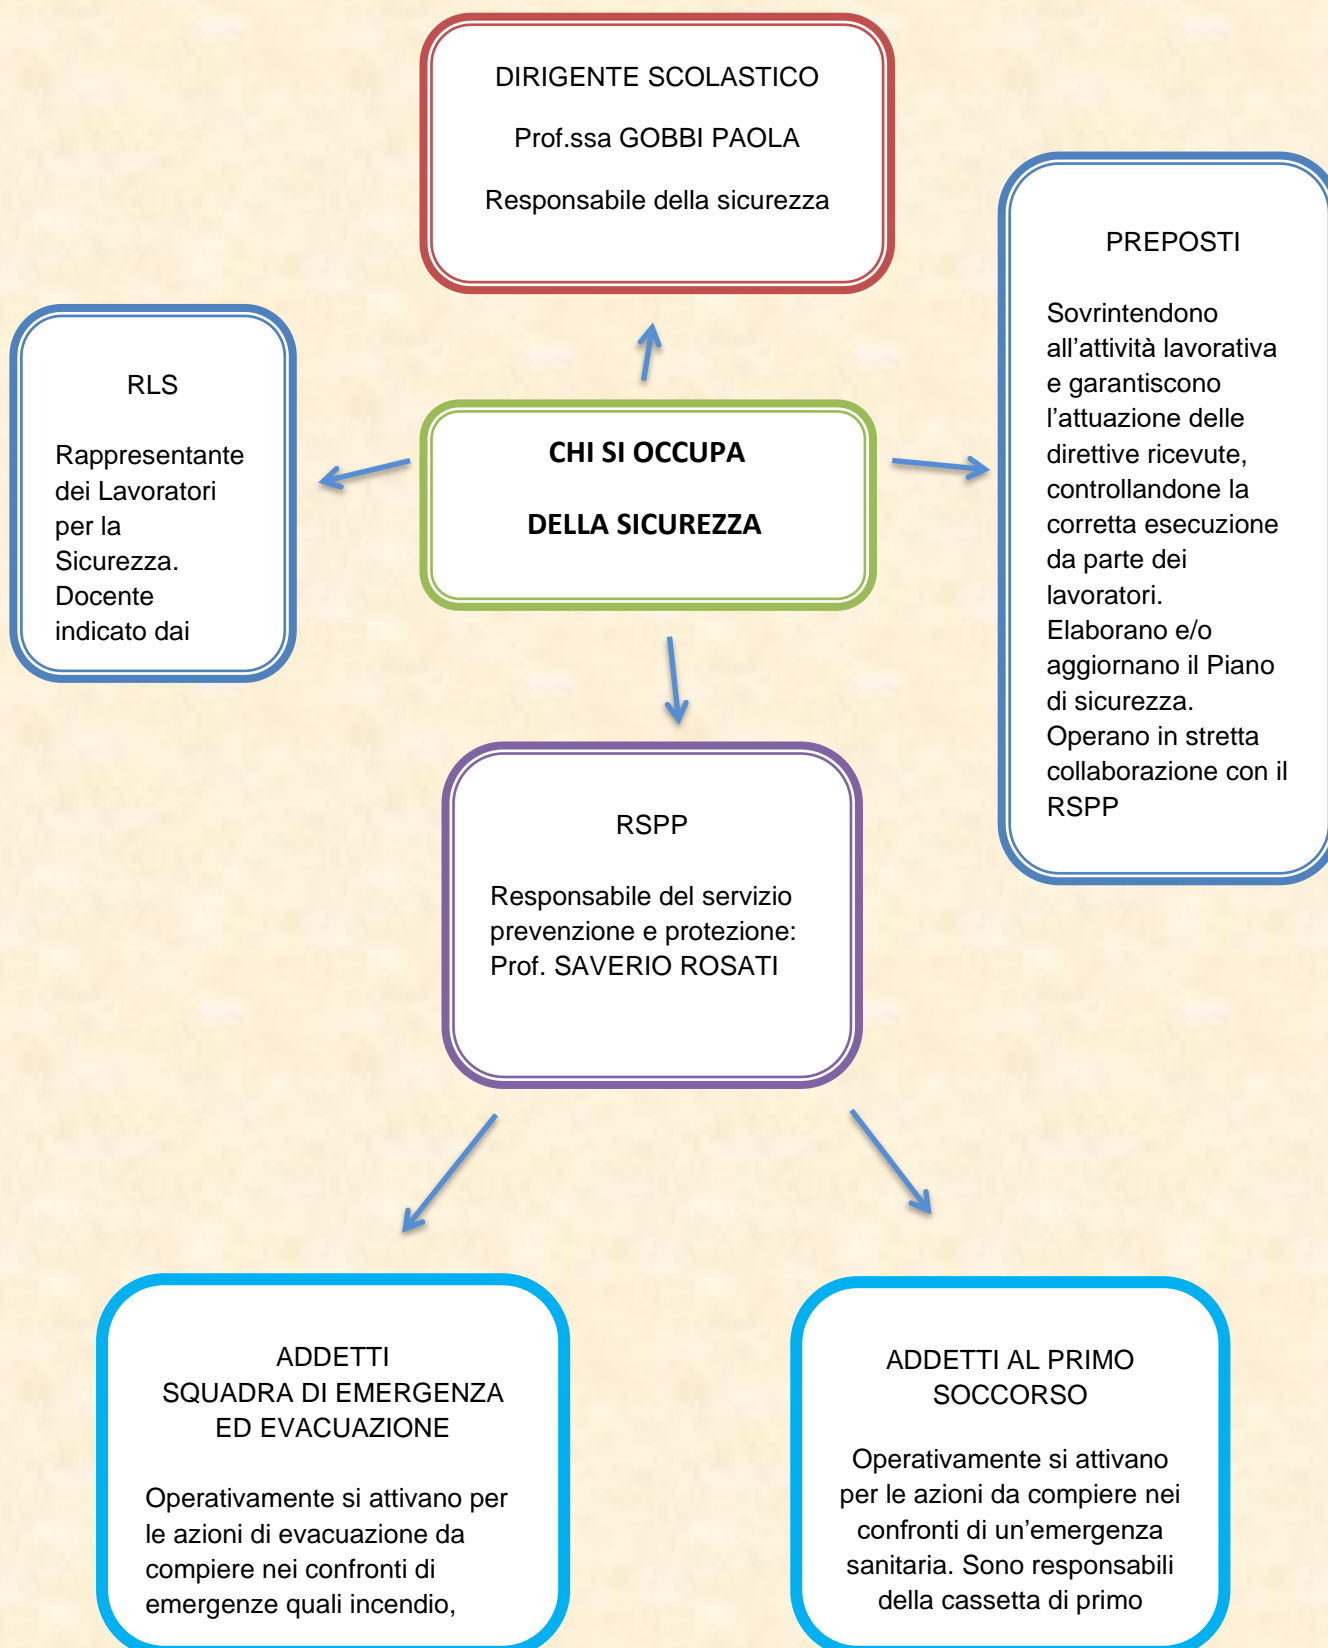 DIRIGENTE SCOLASTICO
Prof.ssa GOBBI PAOLA
Responsabile della sicurezza
PREPOSTI
Sovrintendono
all’attività lavorativa
e garantiscono
l’attuazione delle
direttive ricevute,
controllandone la
corretta esecuzione
da parte dei
lavoratori.
Elaborano e/o
aggiornano il Piano
di sicurezza.
Operano in stretta
collaborazione con il
RSPP
RLS
Rappresentante
dei Lavoratori
per la
Sicurezza.
Docente
indicato dai
CHI SI OCCUPA
DELLA SICUREZZA
RSPP
Responsabile del servizio
prevenzione e protezione:
Prof. SAVERIO ROSATI
ADDETTI
SQUADRA DI EMERGENZA
ED EVACUAZIONE
Operativamente si attivano per
le azioni di evacuazione da
compiere nei confronti di
emergenze quali incendio,
ADDETTI AL PRIMO
SOCCORSO
Operativamente si attivano
per le azioni da compiere nei
confronti di un’emergenza
sanitaria. Sono responsabili
della cassetta di primo